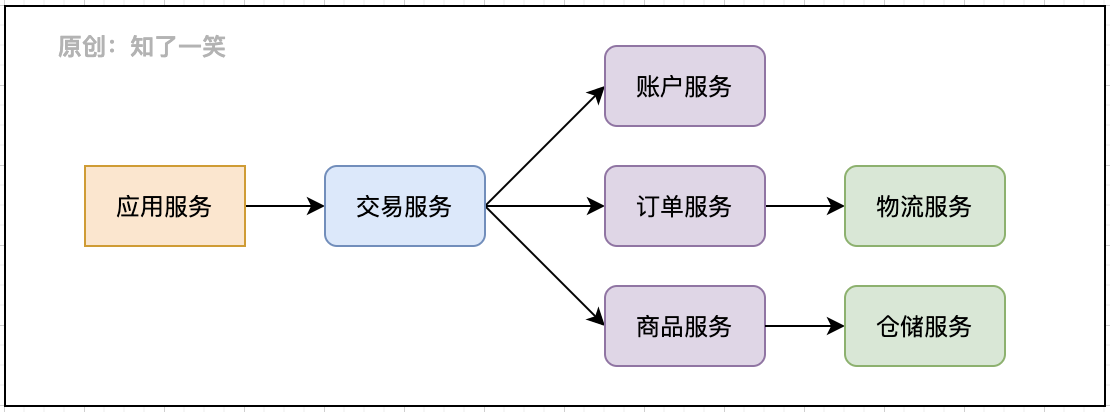 原创：知了一笑
账户服务
应用服务
交易服务
订单服务
物流服务
商品服务
仓储服务